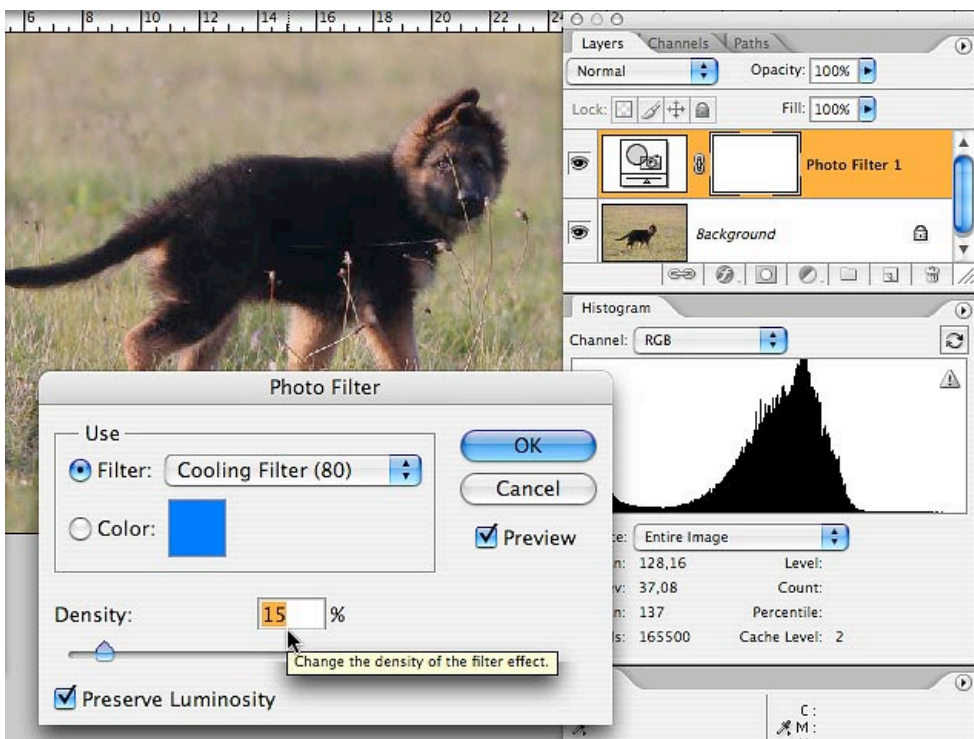 6 8 10 12 14 16 18 20 22 2
Layers Channels Paths
Normal Opacity: 100%
Lock: Fill: 100%
Photo Filter 1
Background
Histogram
Channel: RGB
Photo Filter
Use
Filter: Cooling Filter (80)
Color:
OK
Cancel
Preview
Density: 15 %
Change the density of the filter effect.
Preserve Luminosity
e: Entire Image
n: 128,16 Level:
v: 37,08 Count:
n: 137 Percentile:
ls: 165500 Cache Level: 2
C:
M: